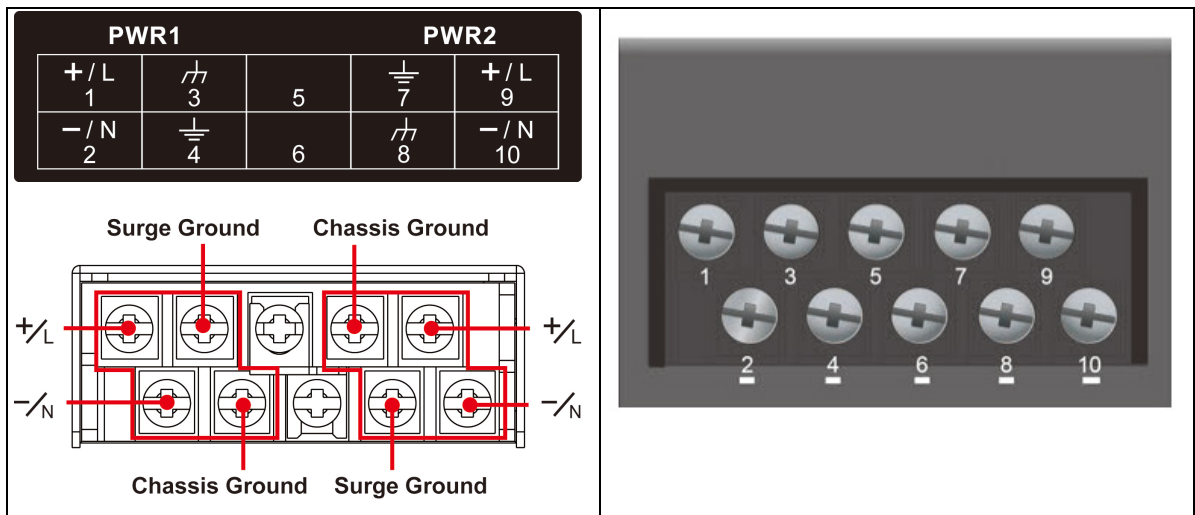 PWR1 PWR2
+/L 3 5 7 +/L
1 9
−/N 4 6 8 −/N
2 10
Surge Ground Chassis Ground
+/L +/L
−/N −/N
Chassis Ground Surge Ground
1 3 5 7 9
2 4 6 8 10